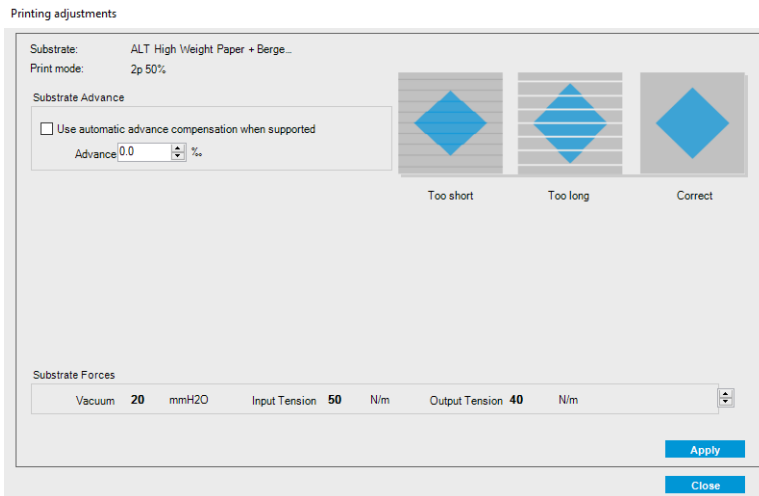 Printing adjustments
Substrate: ALT High Weight Paper + Berge...
Print mode: 2p 50%
Substrate Advance
Use automatic advance compensation when supported
Advance 0.0 ‰
Too short Too long Correct
Substrate Forces
Vacuum 20 mmH2O Input Tension 50 N/m Output Tension 40 N/m
Apply
Close